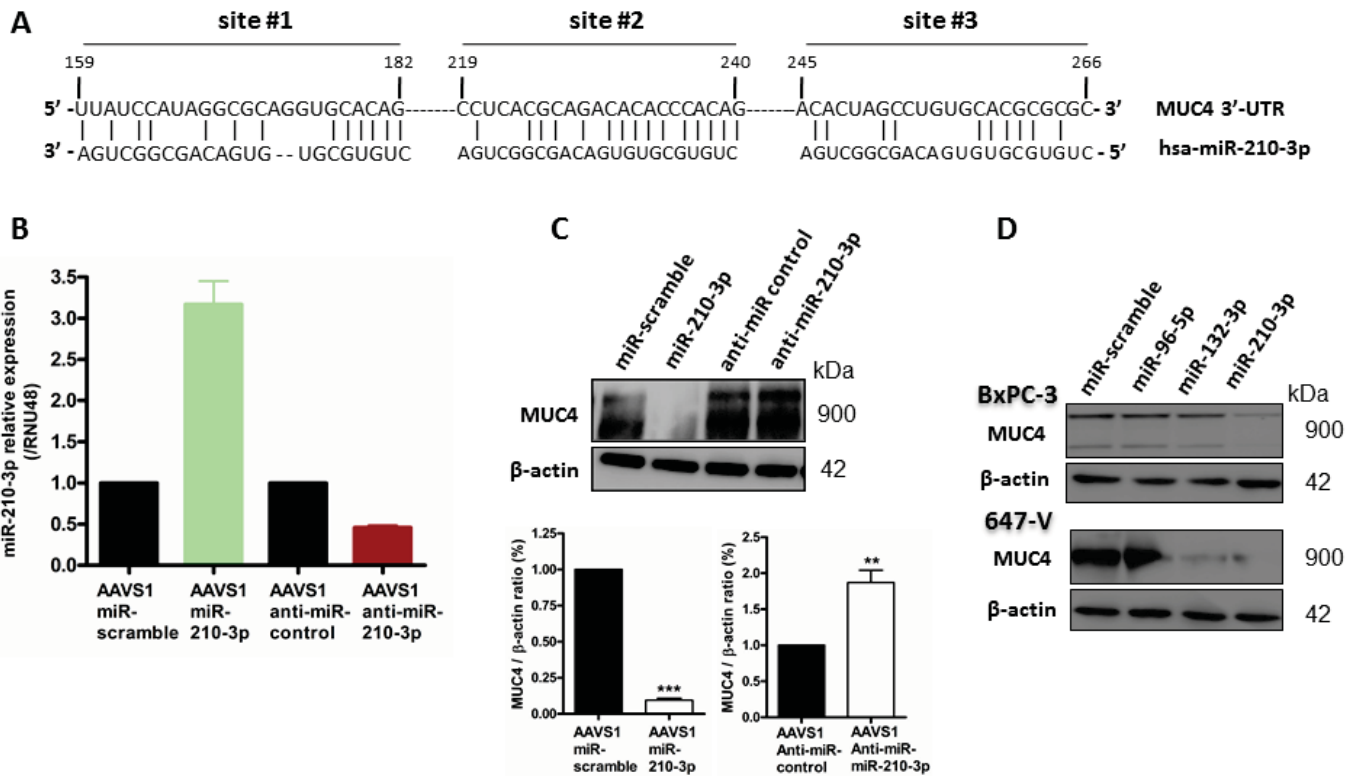 A
site #1 site #2 site #3
159 182 219 240 245 266
5' -UUAUCCAUAGGCGCAGGUGCACAG------CCUCACGCAGACACACCCACAG------ACACUAGCCUGUGCACGCGCGC- 3' MUC4 3'-UTR
3' -AGUCGGCGACAGUG --UGCGUGUC AGUCGGCGACAGUGUGCGUGUC AGUCGGCGACAGUGUGCGUGUC - 5' hsa-miR-210-3p
B
miR-210-3p relative expression
(/RNU48)
3.5
3.0
2.5
2.0
1.5
1.0
0.5
0.0
AAVS1 AAVS1 AAVS1 AAVS1
miR- miR- anti-miR- anti-miR-
scramble 210-3p control 210-3p
C
miR-scramble
miR-210-3p
anti-miR control
anti-miR-210-3p
kDa
MUC4 900
β-actin 42
MUC4 / β-actin ratio (%)
1.25
1.00
0.75
0.50
0.25
0.00
***
AAVS1 AAVS1
miR- miR-
scramble 210-3p
MUC4 / β-actin ratio (%)
2.5
2.0
1.5
1.0
0.5
0.0
**
AAVS1 AAVS1
Anti-miR- Anti-miR-
control miR-210-3p
D
miR-scramble
miR-96-5p
miR-132-3p
miR-210-3p
BxPC-3 kDa
MUC4 900
β-actin 42
647-V
MUC4 900
β-actin 42